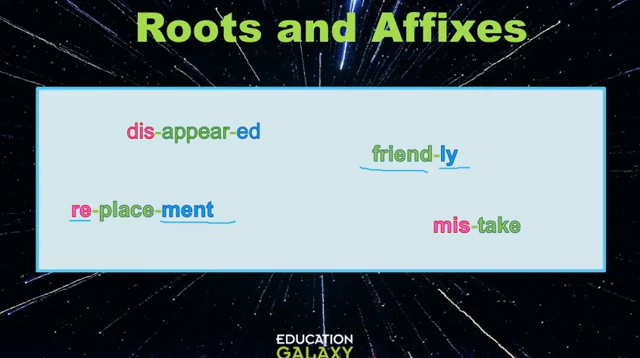 Roots and Affixes
dis-appear-ed
friend-ly
re-place-ment
mis-take
EDUCATION
GALAXY